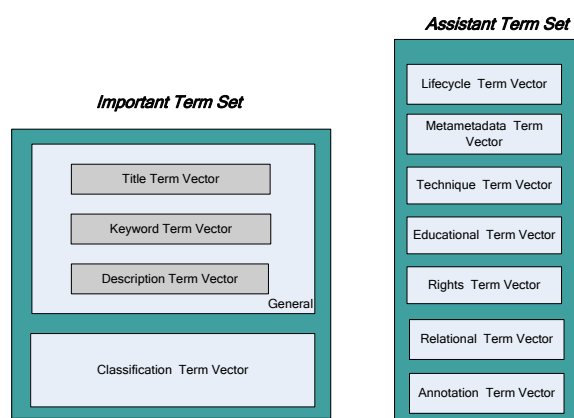 Important Term Set
Title Term Vector
Keyword Term Vector
Description Term Vector
General
Classification Term Vector
Assistant Term Set
Lifecycle Term Vector
Metametadata Term
Vector
Technique Term Vector
Educational Term Vector
Rights Term Vector
Relational Term Vector
Annotation Term Vector